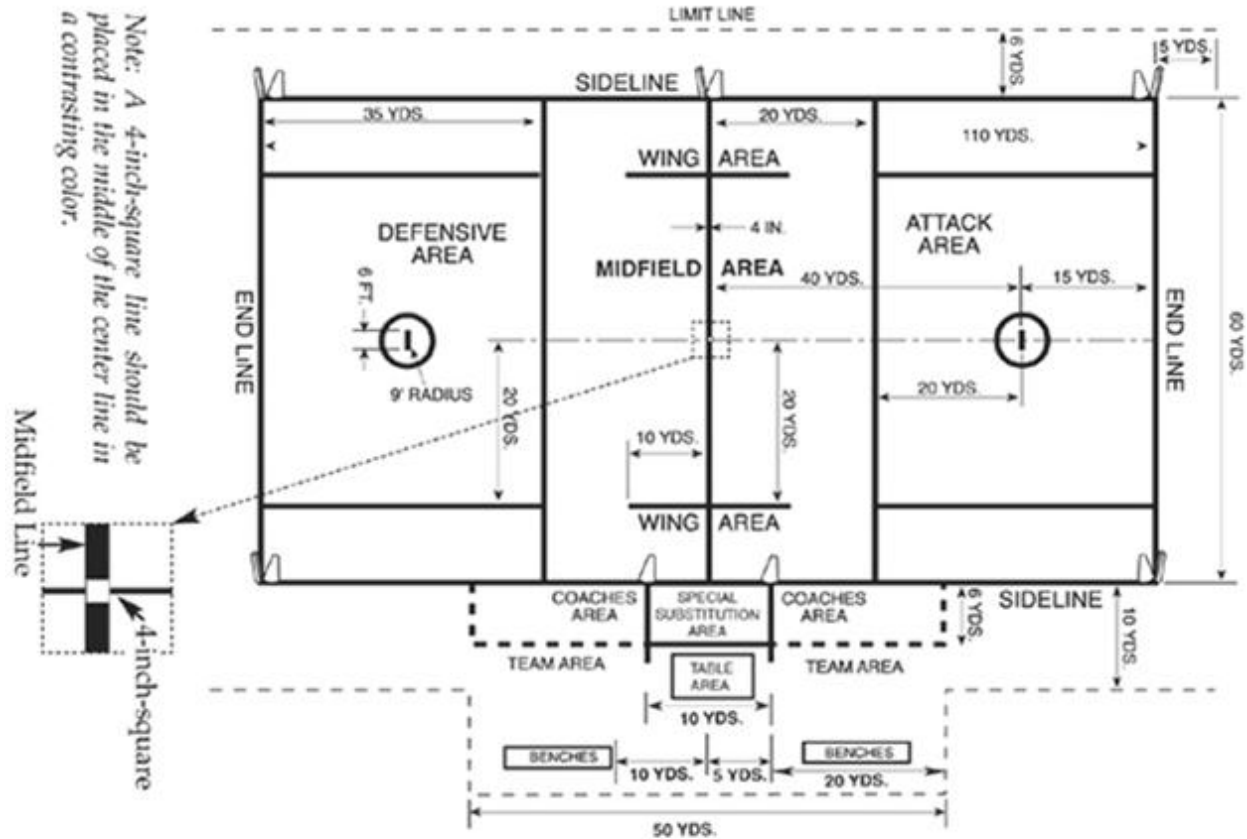 LIMIT LINE
6 YDS.
5 YDS.
SIDELINE
35 YDS.
20 YDS.
110 YDS.
WING AREA
4 IN.
DEFENSIVE
AREA
ATTACK
AREA
MIDFIELD AREA
40 YDS.
15 YDS.
6 FT.
END LINE
END LINE
60 YDS.
9' RADIUS
20 YDS.
20 YDS.
20 YDS.
10 YDS.
WING AREA
COACHES
AREA
SPECIAL
SUBSTITUTION
AREA
COACHES
AREA
6 YDS.
SIDELINE
10 YDS
TEAM AREA
TABLE
AREA
TEAM AREA
10 YDS.
BENCHES
10 YDS.
5 YDS.
BENCHES
20 YDS.
50 YDS.
Note: A 4-inch-square line should be
placed in the middle of the center line in
a contrasting color.
Midfield Line
4-inch-square